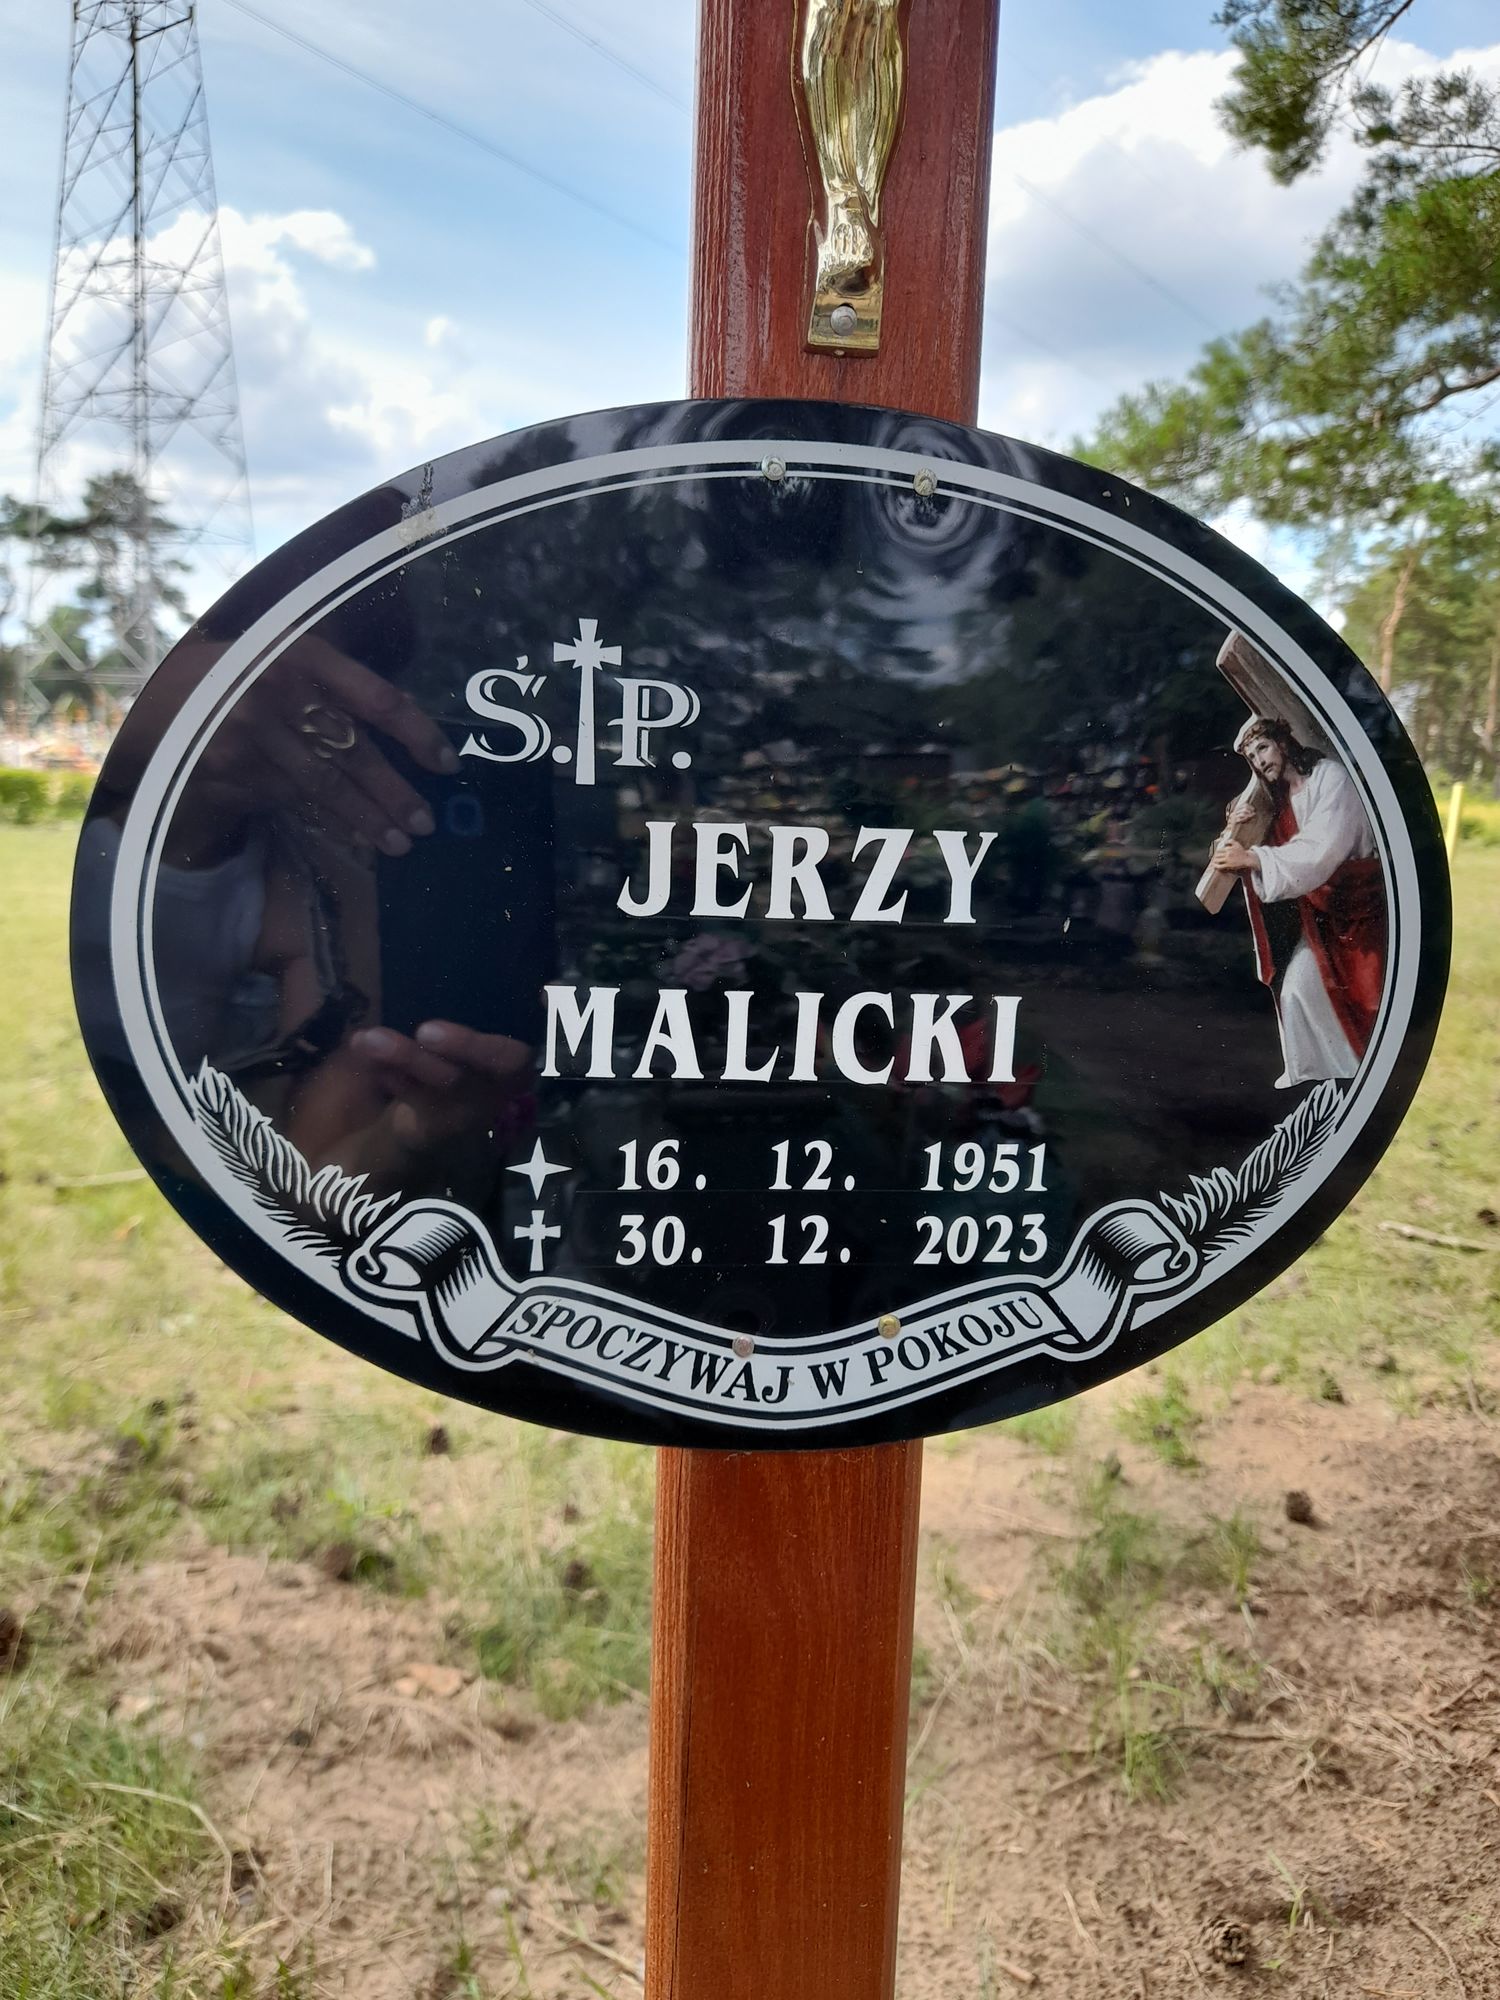 Ś. P.
JERZY
MALICKI
16. 12. 1951
30. 12. 2023
SPOCZYWAJ W POKOJU